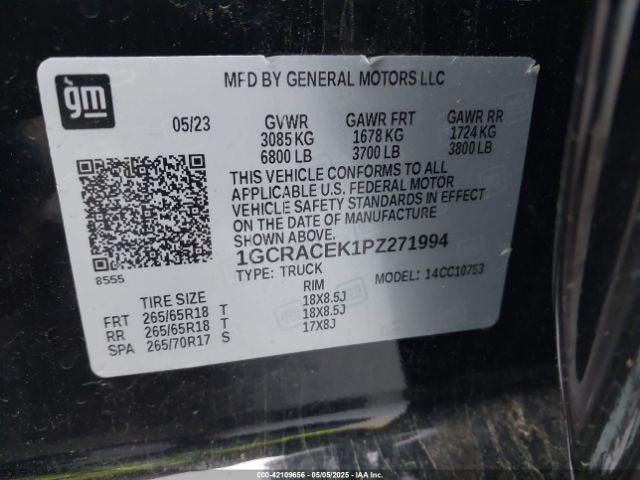 gm
MFD BY GENERAL MOTORS LLC
05/23 GVWR GAWR FRT GAWR RR
3085 KG 1678 KG 1724 KG
6800 LB 3700 LB 3800 LB
THIS VEHICLE CONFORMS TO ALL
APPLICABLE U.S. FEDERAL MOTOR
VEHICLE SAFETY STANDARDS IN EFFECT
ON THE DATE OF MANUFACTURE
SHOWN ABOVE.
1GCRACEK1PZ271994
8555
TYPE: TRUCK MODEL: 14CC10753
TIRE SIZE RIM
FRT 265/65R18 T 18X8.5J
RR 265/65R18 T 18X8.5J
SPA 265/70R17 S 17X8J
000-42109656 - 05/05/2025 - IAA Inc.